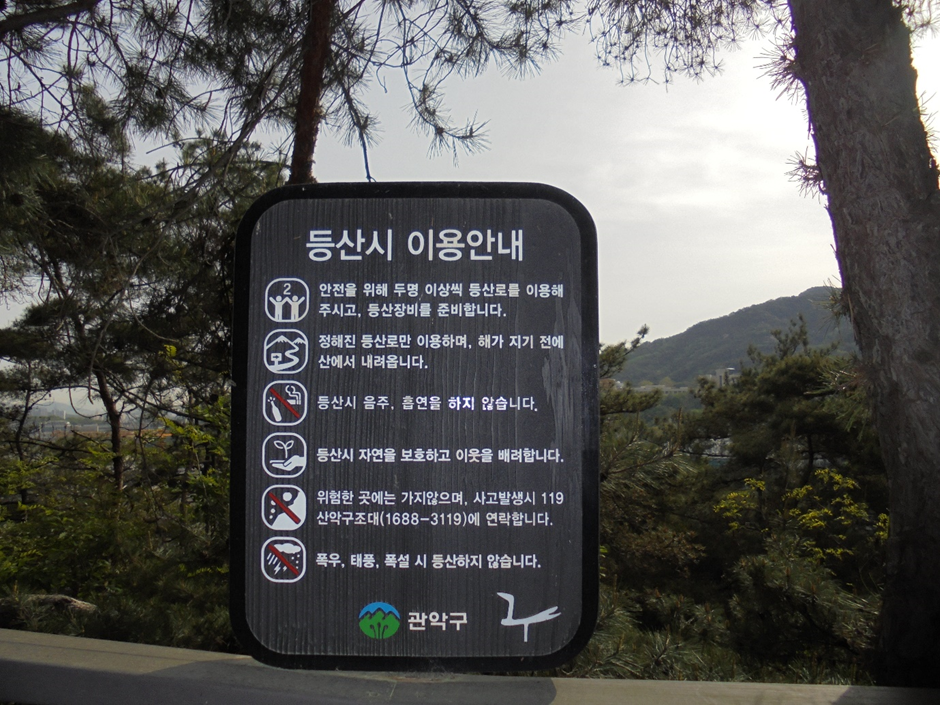 등산시 이용안내
2
안전을 위해 두명 이상씩 등산로를 이용해
주시고, 등산장비를 준비합니다.
정해진 등산로만 이용하며, 해가 지기 전에
산에서 내려옵니다.
등산시 음주, 흡연을 하지 않습니다.
등산시 자연을 보호하고 이웃을 배려합니다.
위험한 곳에는 가지않으며, 사고발생시 119
산악구조대(1688-3119)에 연락합니다.
폭우, 태풍, 폭설 시 등산하지 않습니다.
관악구